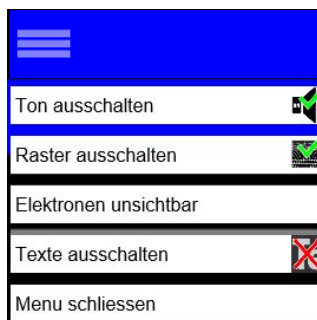 Ton ausschalten
Raster ausschalten
Elektronen unsichtbar
Texte ausschalten
Menu schliessen